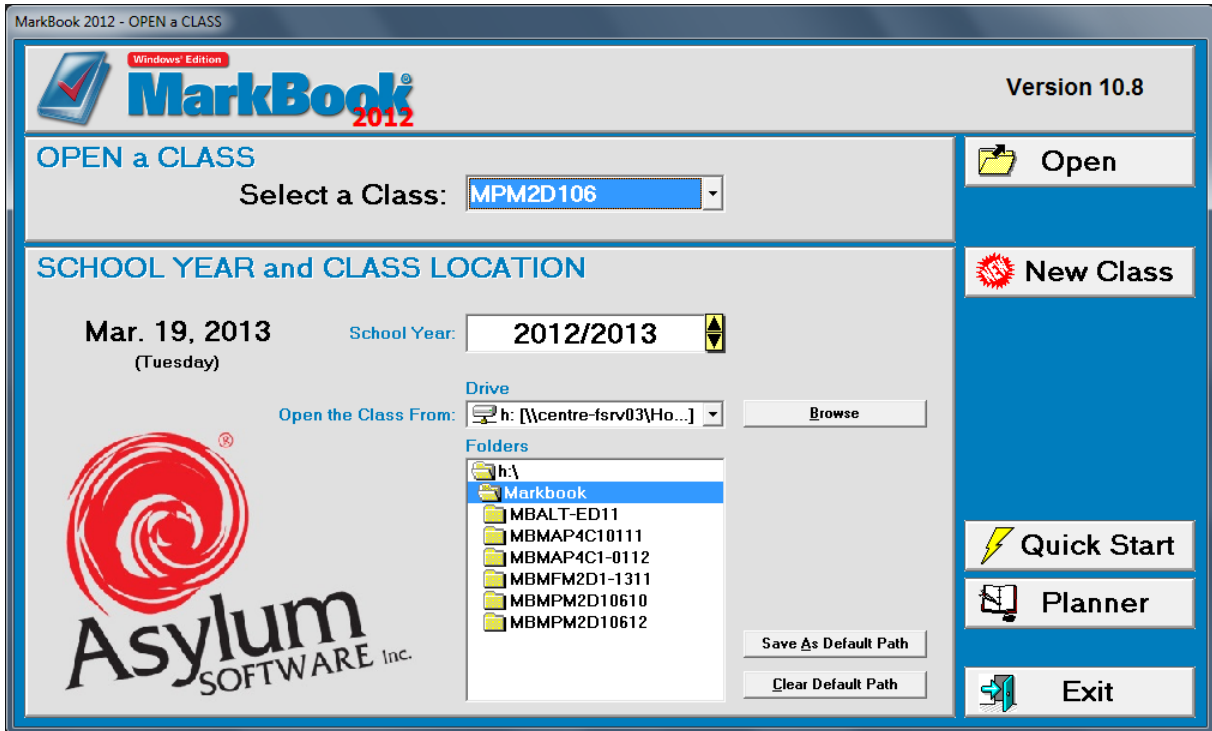 MarkBook 2012 - OPEN a CLASS
Windows' Edition
MarkBook®
2012
Version 10.8
OPEN a CLASS
Select a Class: MPM2D106
Open
SCHOOL YEAR and CLASS LOCATION
New Class
Mar. 19, 2013
(Tuesday)
School Year: 2012/2013
Drive
Open the Class From: h: [\\centre-fsrv03\Ho...] Browse
Folders
h:\
Markbook
MBALT-ED11
MBMAP4C10111
MBMAP4C1-0112
MBMFM2D1-1311
MBMPM2D10610
MBMPM2D10612
®
Asylum
SOFTWARE Inc.
Quick Start
Planner
Save As Default Path
Clear Default Path
Exit